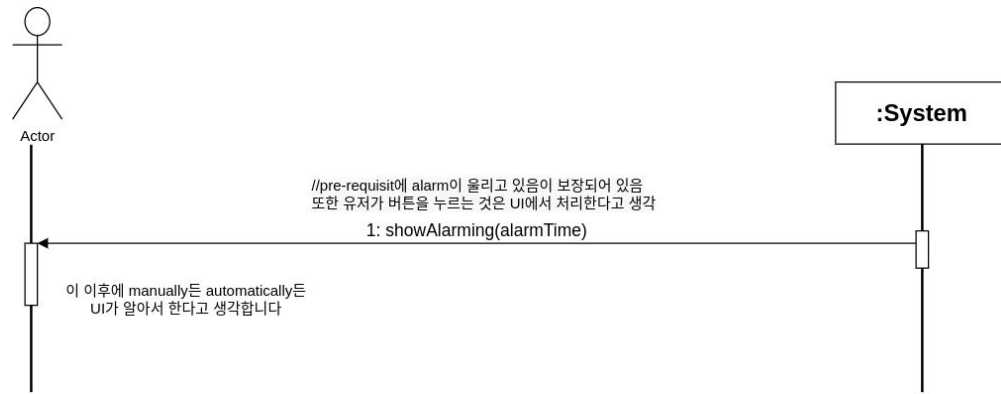 Actor
:System
//pre-requisit에 alarm이 울리고 있음이 보장되어 있음
또한 유저가 버튼을 누르는 것은 UI에서 처리한다고 생각
1: showAlarming(alarmTime)
이 이후에 manually든 automatically든
UI가 알아서 한다고 생각합니다